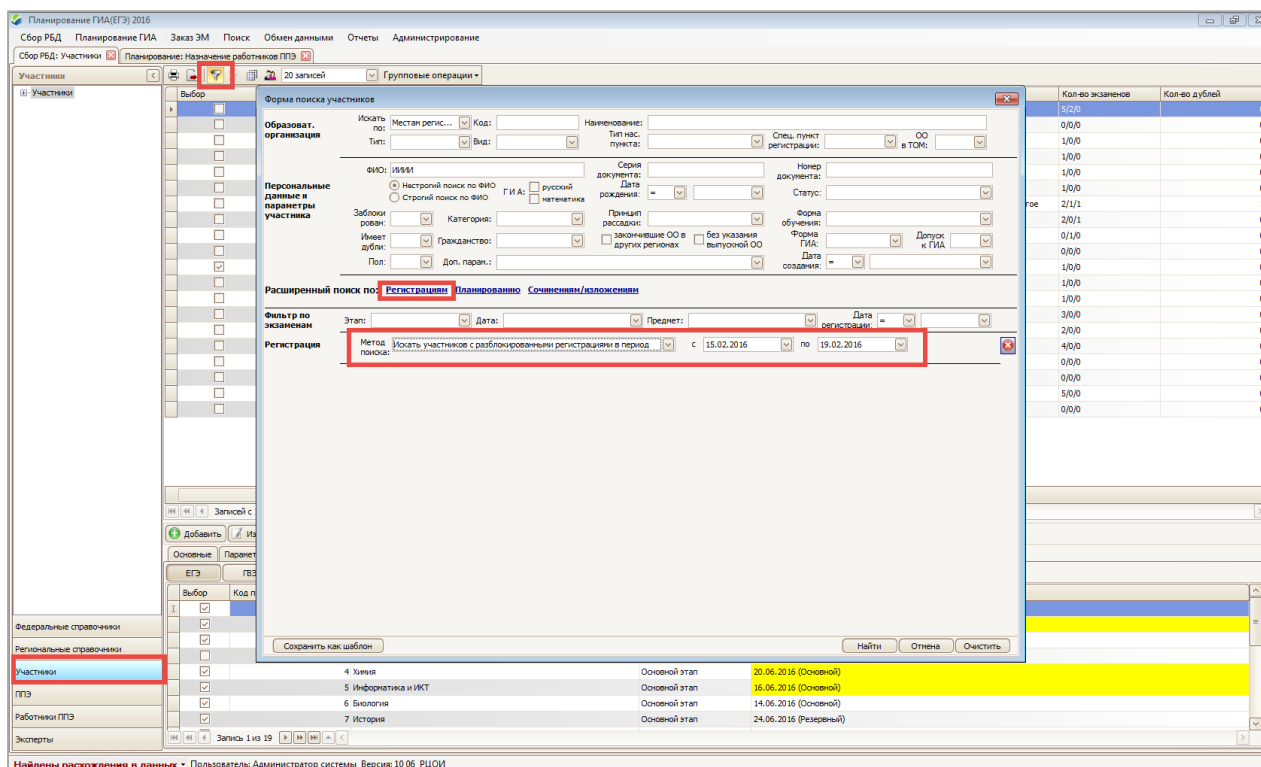 Планирование ГИА(ЕГЭ) 2016
Сбор РБД Планирование ГИА Заказ ЭМ Поиск Обмен данными Отчеты Администрирование
Сбор РБД: Участники Планирование: Назначение работников ППЭ
Участники 20 записей Групповые операции
Участники
Выбор Кол-во экзаменов Кол-во дублей
Форма поиска участников
5/2/0
0/0/0
1/0/0
1/0/0
1/0/0
1/0/0
гое 2/1/1
2/0/1
0/1/0
0/0/0
1/0/0
1/0/0
1/0/0
3/0/0
2/0/0
4/0/0
0/0/0
0/0/0
5/0/0
0/0/0
Образоват. организация
Искать по: Местам регис... Код: Наименование:
Тип: Вид: Тип нас. пункта: Спец. пункт регистрации: ОО в ТОМ:
Персональные данные и параметры участника
ФИО: ИИИИ Серия документа: Номер документа:
Нестрогий поиск по ФИО
Строгий поиск по ФИО
Г И А: русский
математика
Дата рождения: = Статус:
Заблоки рован: Категория: Принцип рассадки: Форма обучения:
Имеет дубли: Гражданство: закончившие ОО в других регионах без указания выпускной ОО Форма ГИА: Допуск к ГИА
Пол: Доп. парам.: Дата создания: =
Расширенный поиск по: Регистрациям Планированию Сочинениям/изложениям
Фильтр по экзаменам Этап: Дата: Предмет: Дата регистрации: =
Регистрация Метод поиска: Искать участников с разблокированными регистрациями в период с 15.02.2016 по 19.02.2016
Сохранить как шаблон Найти Отмена Очистить
Записей с
Добавить Из
Основные Парамет
ЕГЭ ГВЭ
Выбор Код п
4 Химия Основной этап 20.06.2016 (Основной)
5 Информатика и ИКТ Основной этап 16.06.2016 (Основной)
6 Биология Основной этап 14.06.2016 (Основной)
7 История Основной этап 24.06.2016 (Резервный)
Запись 1 из 19
Федеральные справочники
Региональные справочники
Участники
ППЭ
Работники ППЭ
Эксперты
Найдены расхождения в данных Пользователь: Администратор системы Версия: 10.06 РЦОИ